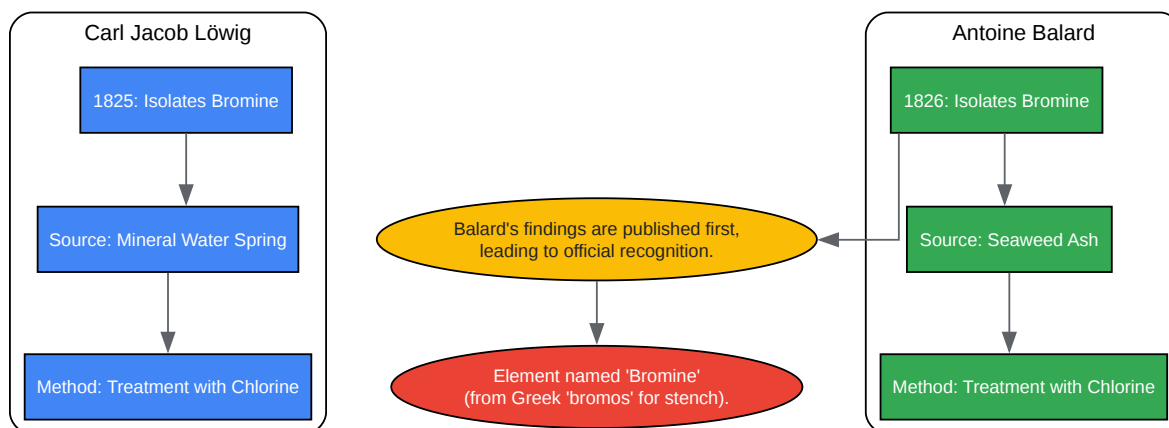 Carl Jacob Löwig
1825: Isolates Bromine
Source: Mineral Water Spring
Method: Treatment with Chlorine
Balard's findings are published first,
leading to official recognition.
Element named 'Bromine'
(from Greek 'bromos' for stench).
Antoine Balard
1826: Isolates Bromine
Source: Seaweed Ash
Method: Treatment with Chlorine